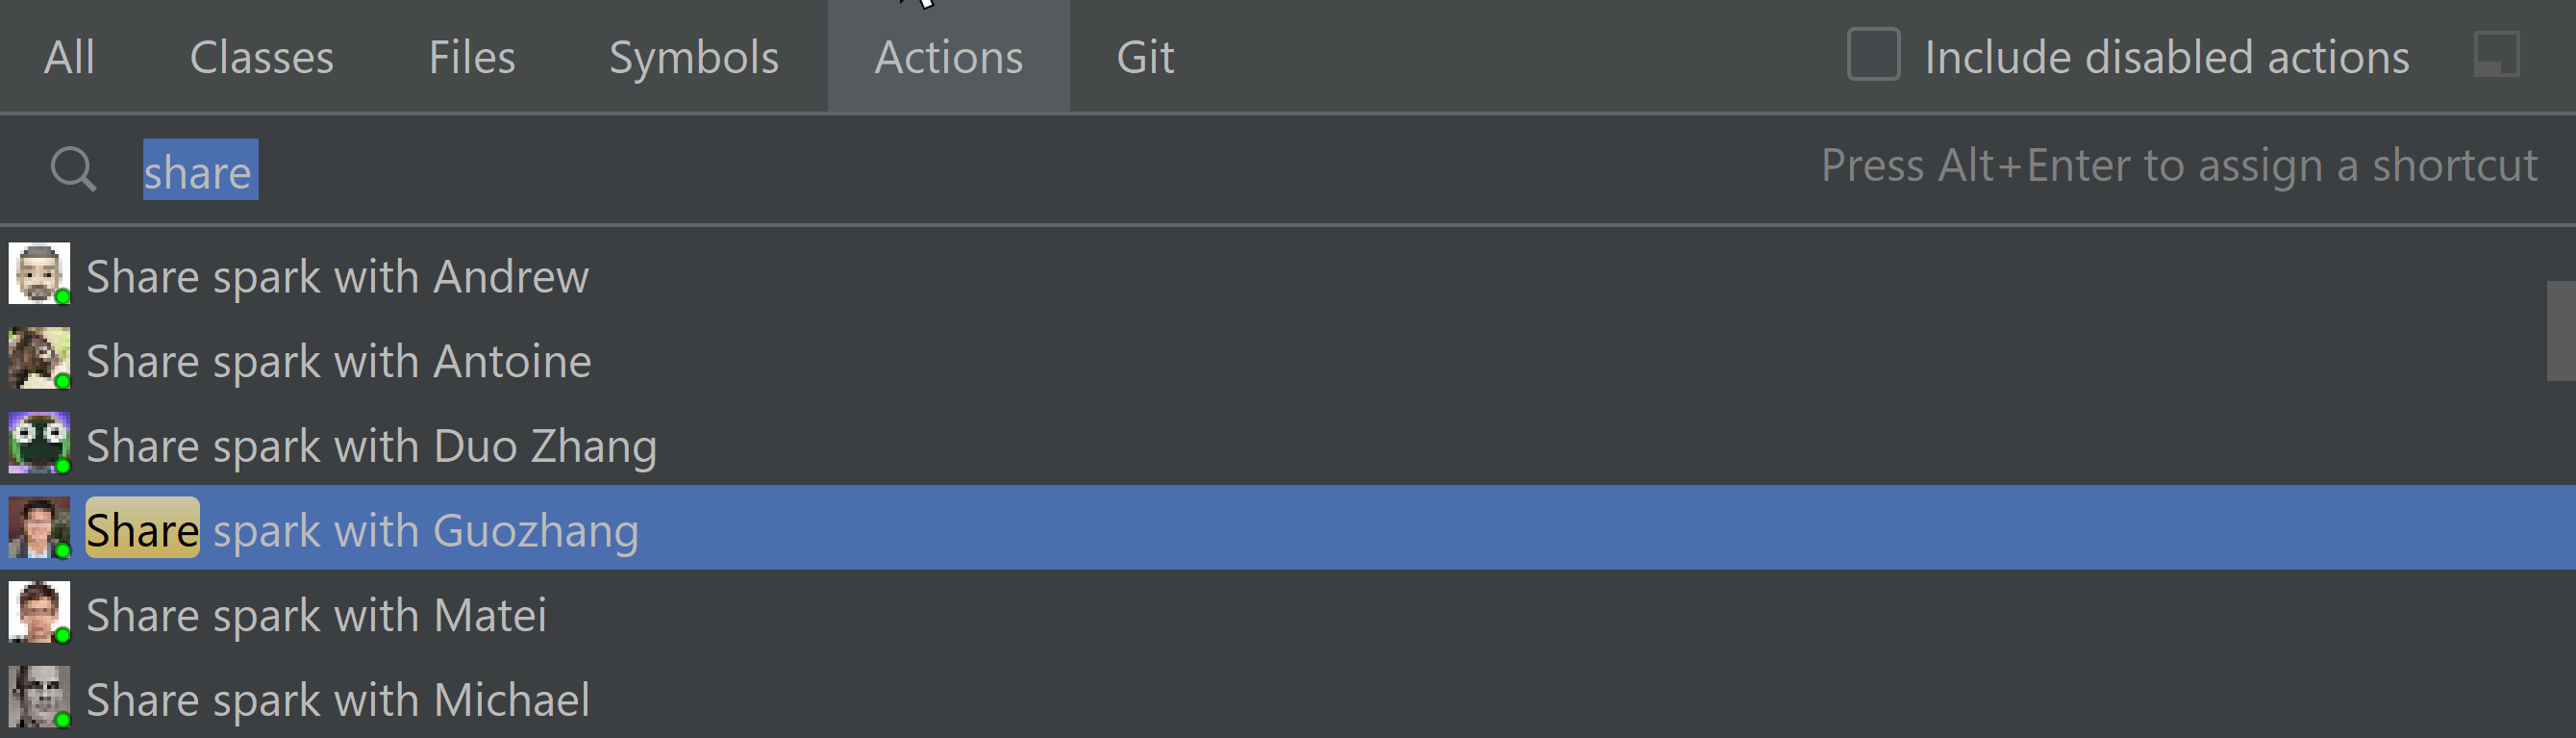 All Classes Files Symbols Actions Git Include disabled actions
share Press Alt+Enter to assign a shortcut
Share spark with Andrew
Share spark with Antoine
Share spark with Duo Zhang
Share spark with Guozhang
Share spark with Matei
Share spark with Michael